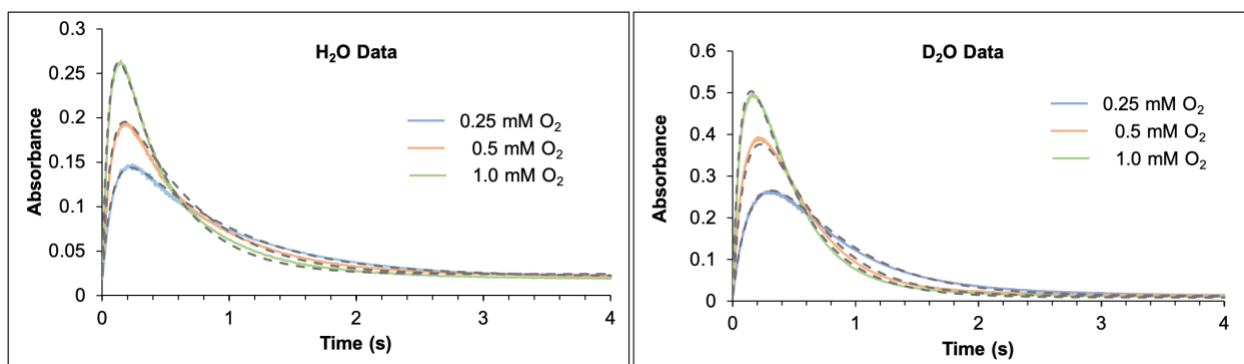 H₂O Data
0.3
0.25
0.2
0.15
0.1
0.05
0
Absorbance
0.25 mM O₂
0.5 mM O₂
1.0 mM O₂
0 1 2 3 4
Time (s)
D₂O Data
0.6
0.5
0.4
0.3
0.2
0.1
0
Absorbance
0.25 mM O₂
0.5 mM O₂
1.0 mM O₂
0 1 2 3 4
Time (s)